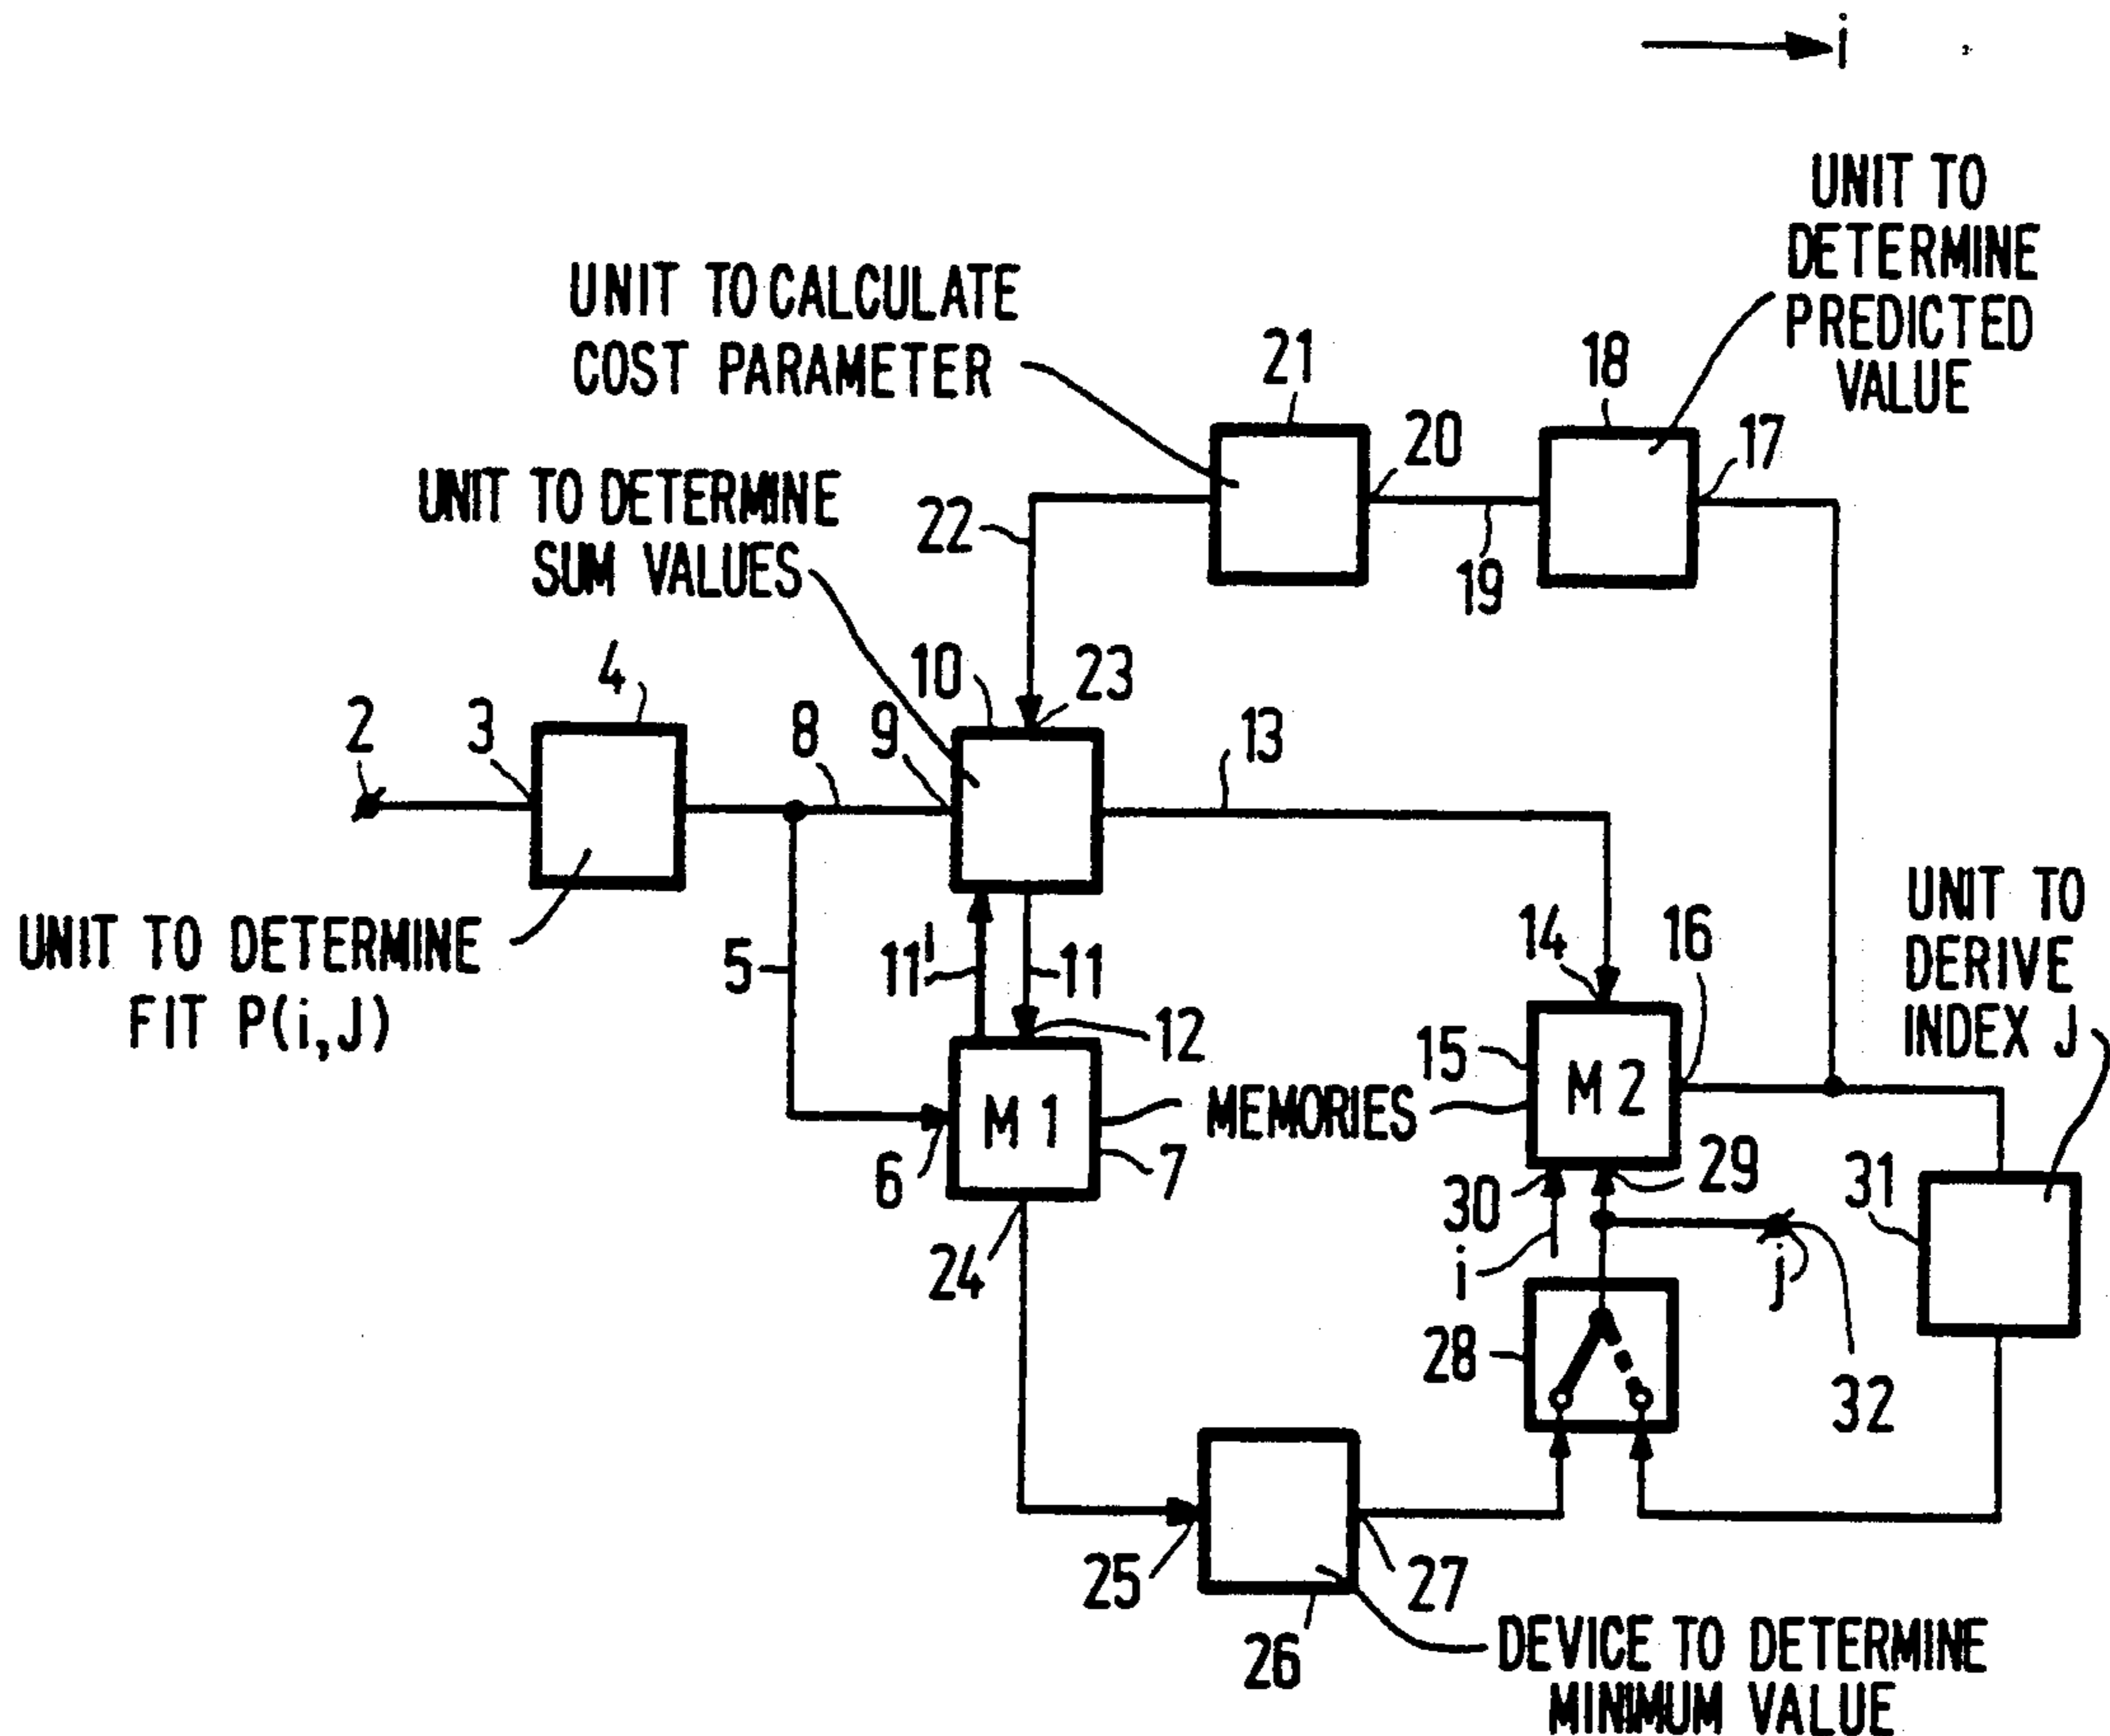 i
UNIT TO
DETERMINE
PREDICTED
VALUE
UNIT TO CALCULATE
COST PARAMETER
21
18
20
17
UNIT TO DETERMINE
SUM VALUES
22
19
4
10
23
2
3
8
9
13
UNIT TO DETERMINE
FIT P(i,J)
5
11'
11
14
16
UNIT TO
DERIVE
INDEX J
12
15
M 1
MEMORIES
M 2
6
7
30
29
31
24
i
j
28
32
25
27
26
DEVICE TO DETERMINE
MINIMUM VALUE